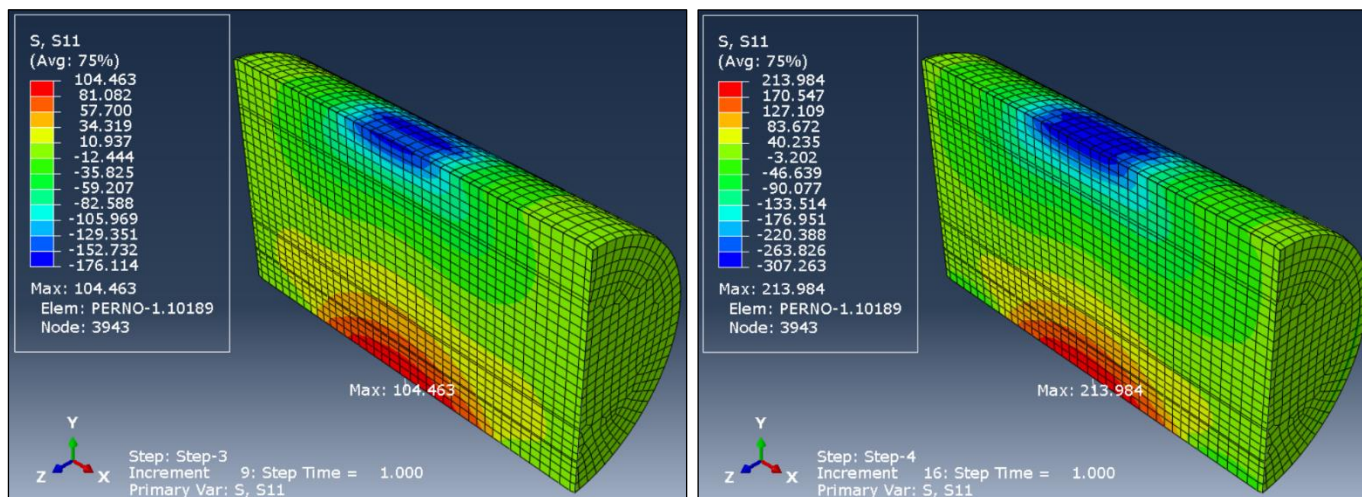 S, S11
(Avg: 75%)
104.463
81.082
57.700
34.319
10.937
-12.444
-35.825
-59.207
-82.588
-105.969
-129.351
-152.732
-176.114
Max: 104.463
Elem: PERNO-1.10189
Node: 3943
Max: 104.463
Y
Z X
Step: Step-3
Increment 9: Step Time = 1.000
Primary Var: S, S11
S, S11
(Avg: 75%)
213.984
170.547
127.109
83.672
40.235
-3.202
-46.639
-90.077
-133.514
-176.951
-220.388
-263.826
-307.263
Max: 213.984
Elem: PERNO-1.10189
Node: 3943
Max: 213.984
Y
Z X
Step: Step-4
Increment 16: Step Time = 1.000
Primary Var: S, S11